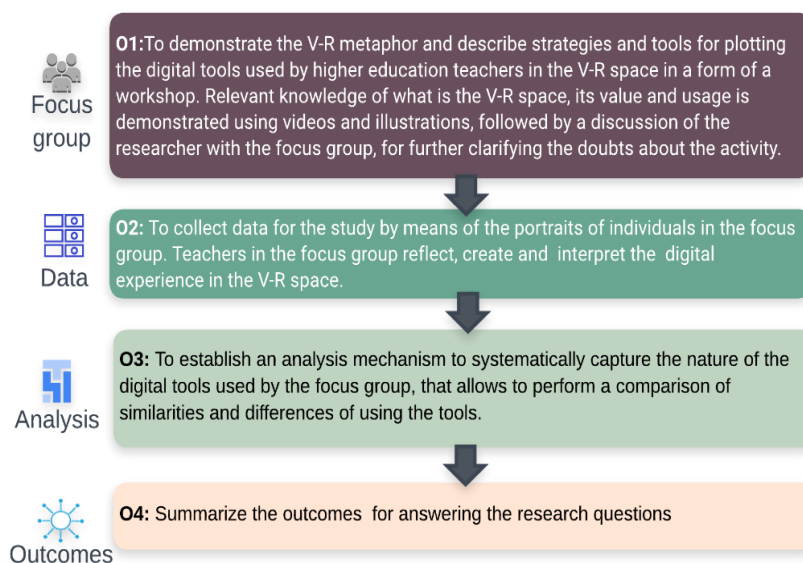 O1:To demonstrate the V-R metaphor and describe strategies and tools for plotting
the digital tools used by higher education teachers in the V-R space in a form of a
workshop. Relevant knowledge of what is the V-R space, its value and usage is
demonstrated using videos and illustrations, followed by a discussion of the
researcher with the focus group, for further clarifying the doubts about the activity.
Focus
group
O2: To collect data for the study by means of the portraits of individuals in the focus
group. Teachers in the focus group reflect, create and interpret the digital
experience in the V-R space.
Data
O3: To establish an analysis mechanism to systematically capture the nature of the
digital tools used by the focus group, that allows to perform a comparison of
similarities and differences of using the tools.
Analysis
O4: Summarize the outcomes for answering the research questions
Outcomes